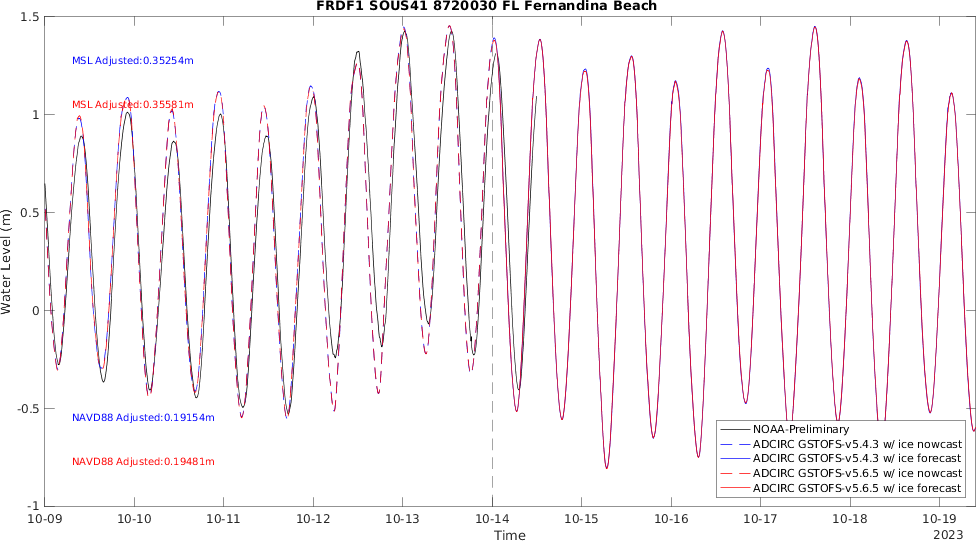 FRDF1 SOUS41 8720030 FL Fernandina Beach
1.5
MSL Adjusted:0.35254m
MSL Adjusted:0.35581m
1
0.5
Water Level (m)
0
-0.5
NAVD88 Adjusted:0.19154m
NAVD88 Adjusted:0.19481m
NOAA-Preliminary
ADCIRC GSTOFS-v5.4.3 w/ ice nowcast
ADCIRC GSTOFS-v5.4.3 w/ ice forecast
ADCIRC GSTOFS-v5.6.5 w/ ice nowcast
ADCIRC GSTOFS-v5.6.5 w/ ice forecast
-1
10-09 10-10 10-11 10-12 10-13 10-14 10-15 10-16 10-17 10-18 10-19
Time
2023